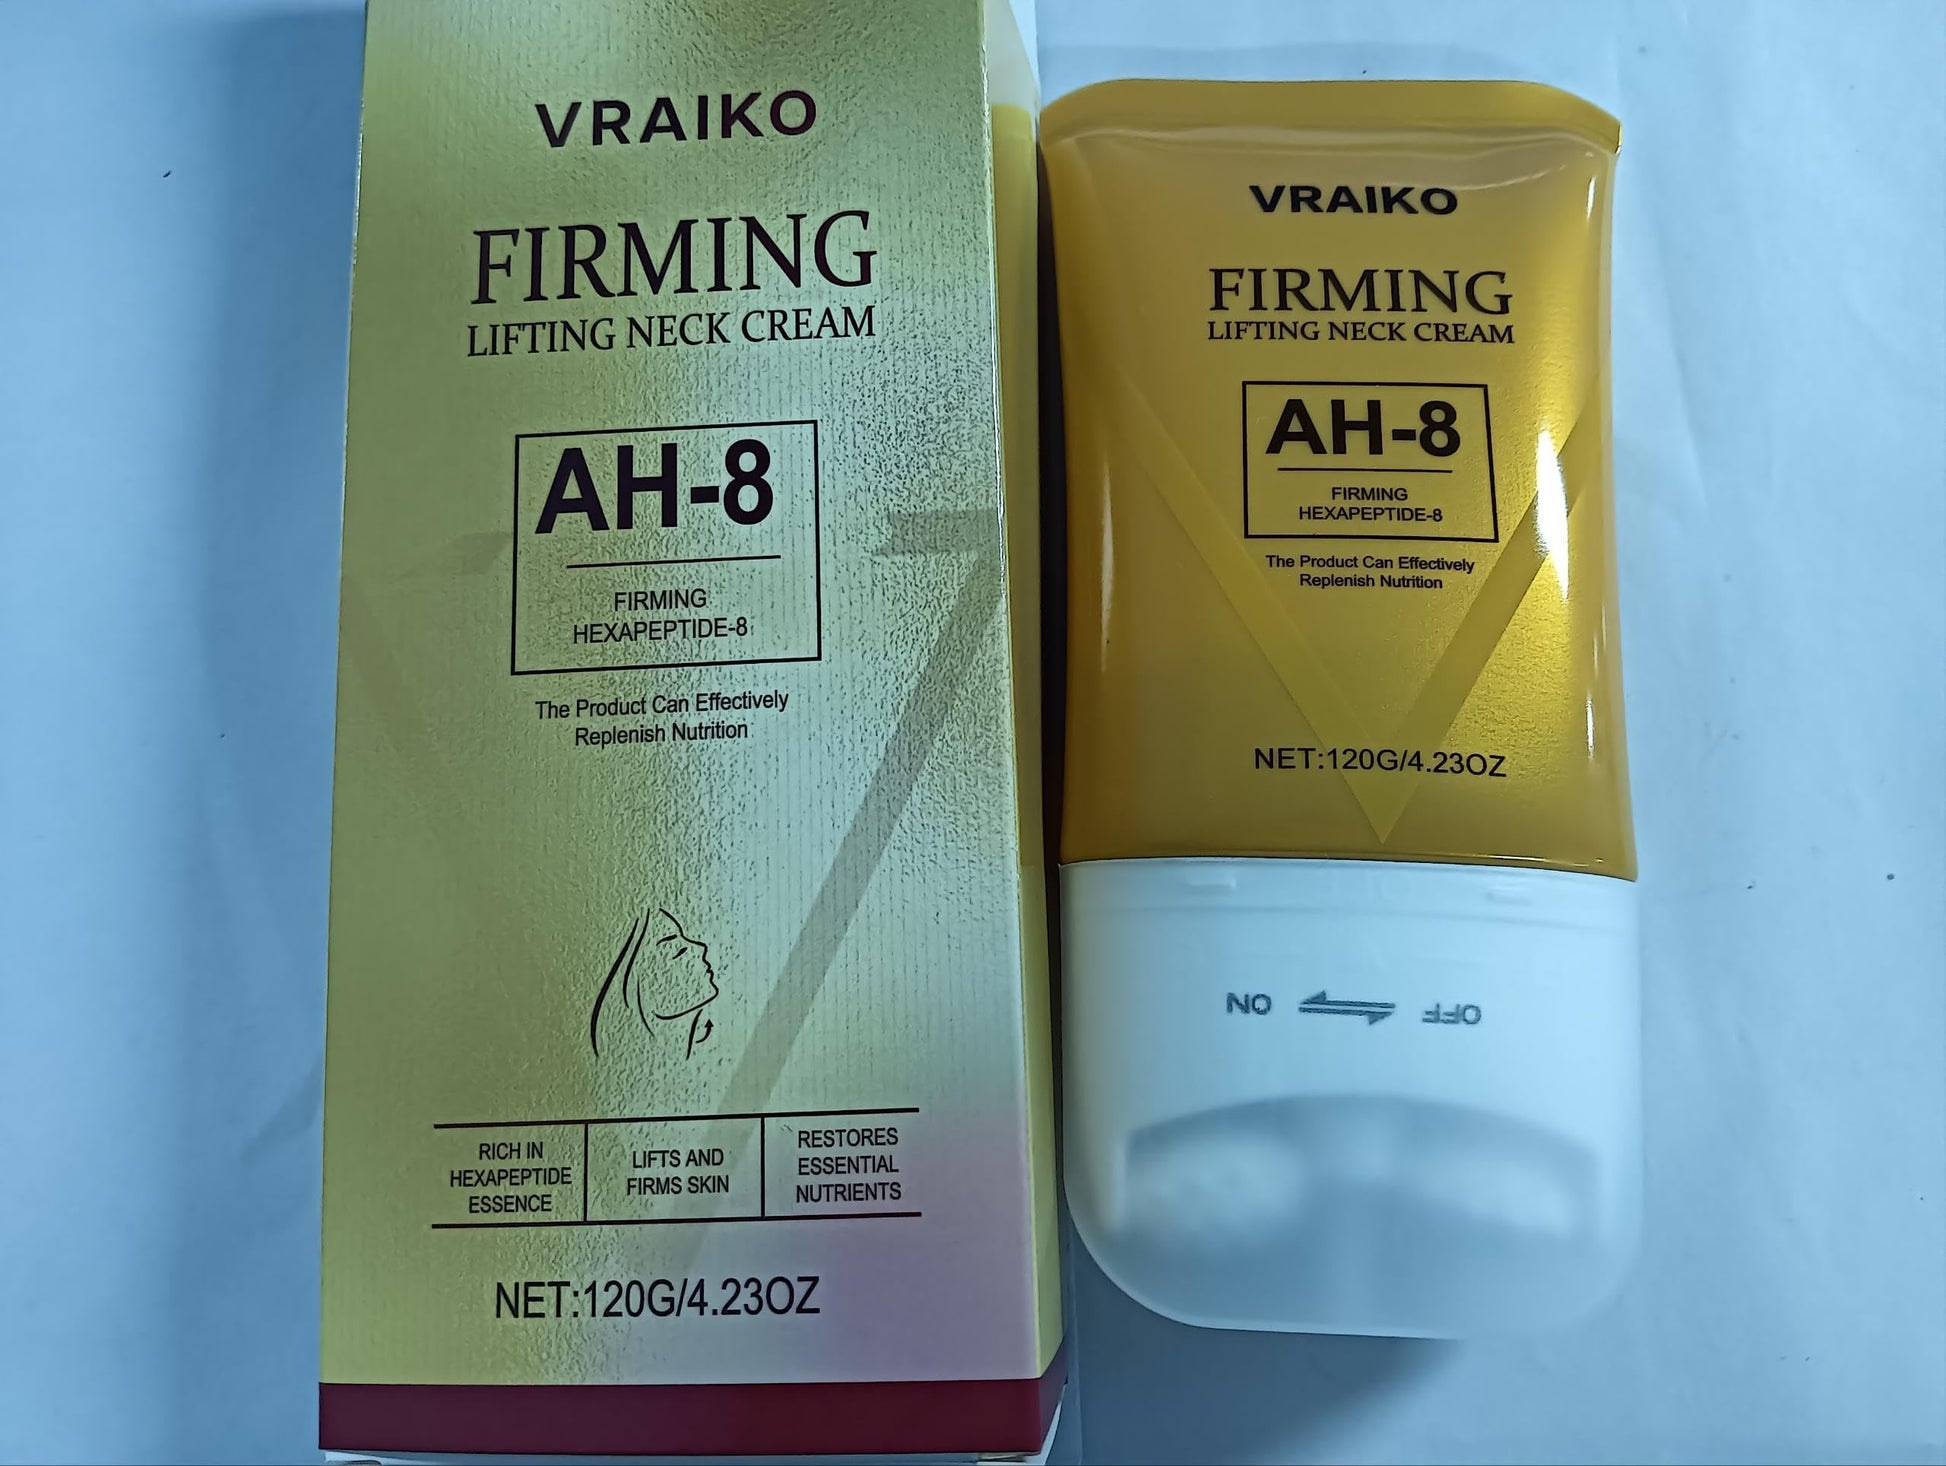 VRAIKO
FIRMING
LIFTING NECK CREAM
AH-8
FIRMING
HEXAPEPTIDE-8
The Product Can Effectively
Replenish Nutrition
RICH IN
HEXAPEPTIDE
ESSENCE
LIFTS AND
FIRMS SKIN
RESTORES
ESSENTIAL
NUTRIENTS
NET:120G/4.23OZ
VRAIKO
FIRMING
LIFTING NECK CREAM
AH-8
FIRMING
HEXAPEPTIDE-8
The Product Can Effectively
Replenish Nutrition
NET:120G/4.23OZ
OFF ON